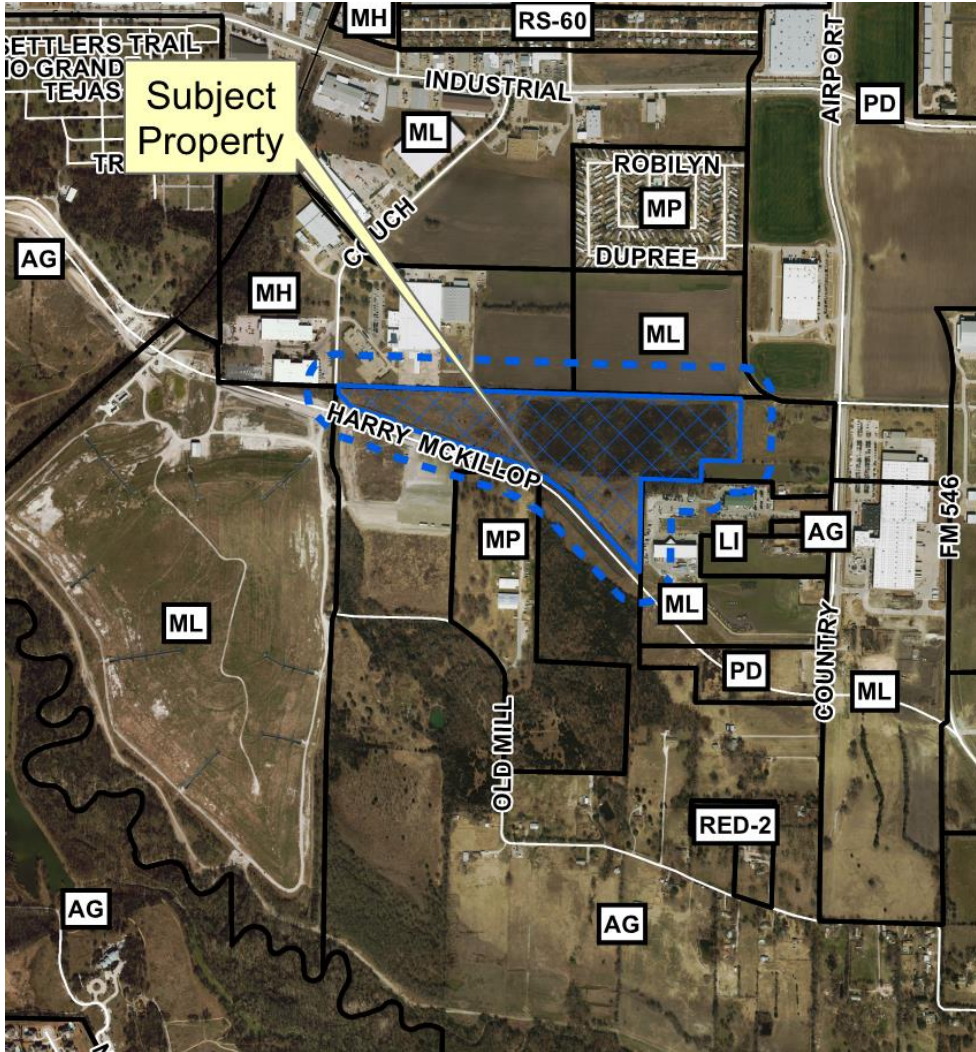 MH
RS-60
SETTLERS TRAIL
TEJAS
INDUSTRIAL
AIRPORT
PD
Subject
Property
ML
TR
ROBILYN
MP
DUPREE
COUCH
AG
MH
ML
HARRY MCKILLOP
FM 546
MP
LI
AG
ML
ML
COUNTRY
PD
ML
OLD MILL
RED-2
AG
AG